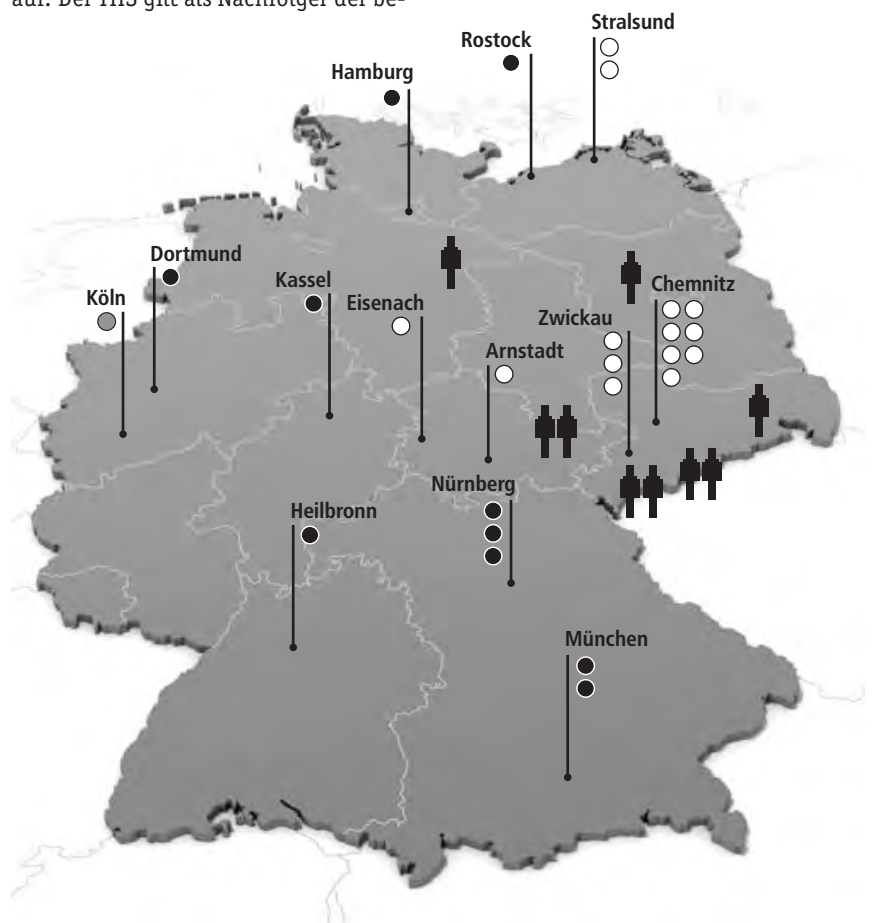 auf. Der THS gilt als Nachfolger der be-
Stralsund
Rostock
Hamburg
Dortmund
Kassel
Köln
Eisenach
Chemnitz
Zwickau
Arnstadt
Nürnberg
Heilbronn
München